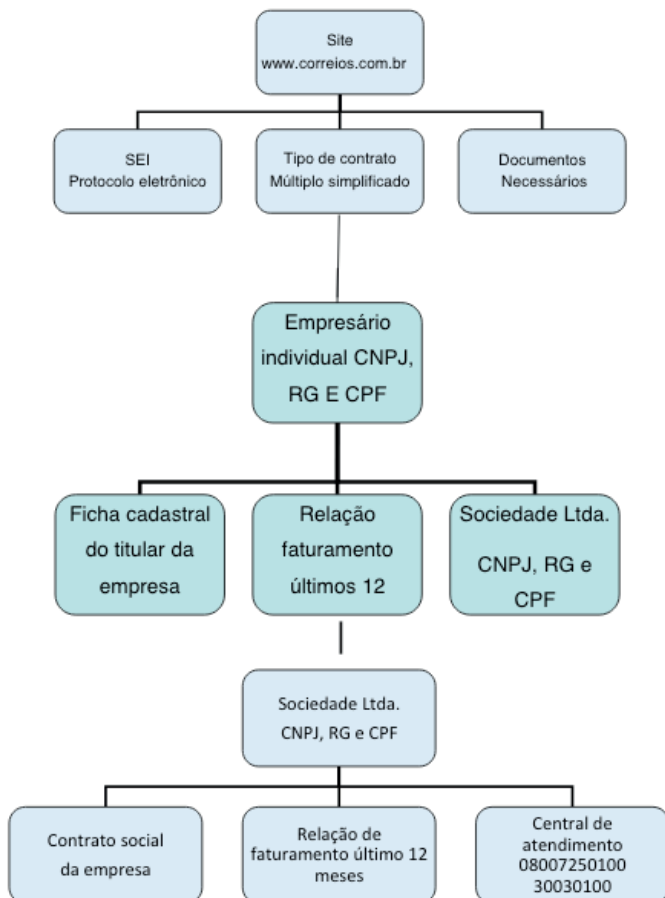 Site
www.correios.com.br
SEI
Protocolo eletrônico
Tipo de contrato
Múltiplo simplificado
Documentos
Necessários
Empresário
individual CNPJ,
RG E CPF
Ficha cadastral
do titular da
empresa
Relação
faturamento
últimos 12
Sociedade Ltda.
CNPJ, RG e
CPF
Sociedade Ltda.
CNPJ, RG e CPF
Contrato social
da empresa
Relação de
faturamento último 12
meses
Central de
atendimento
08007250100
30030100